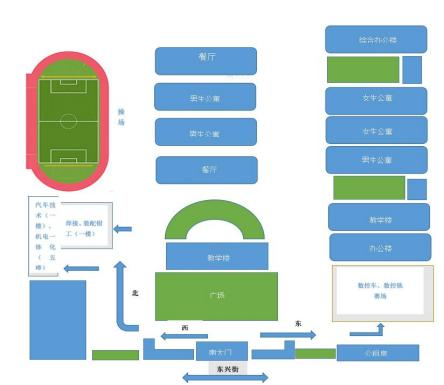 综合办公楼
餐厅
女生公寓
男生公寓
操场
女生公寓
男生公寓
男生公寓
餐厅
汽车技
术（一
楼）、
机电一
体化（五
楼）
焊接、装配钳
工（一楼）
教学楼
教学楼
办公楼
广场
数控车、数控铣
赛场
北
西
东
南大门
公厕房
东兴街